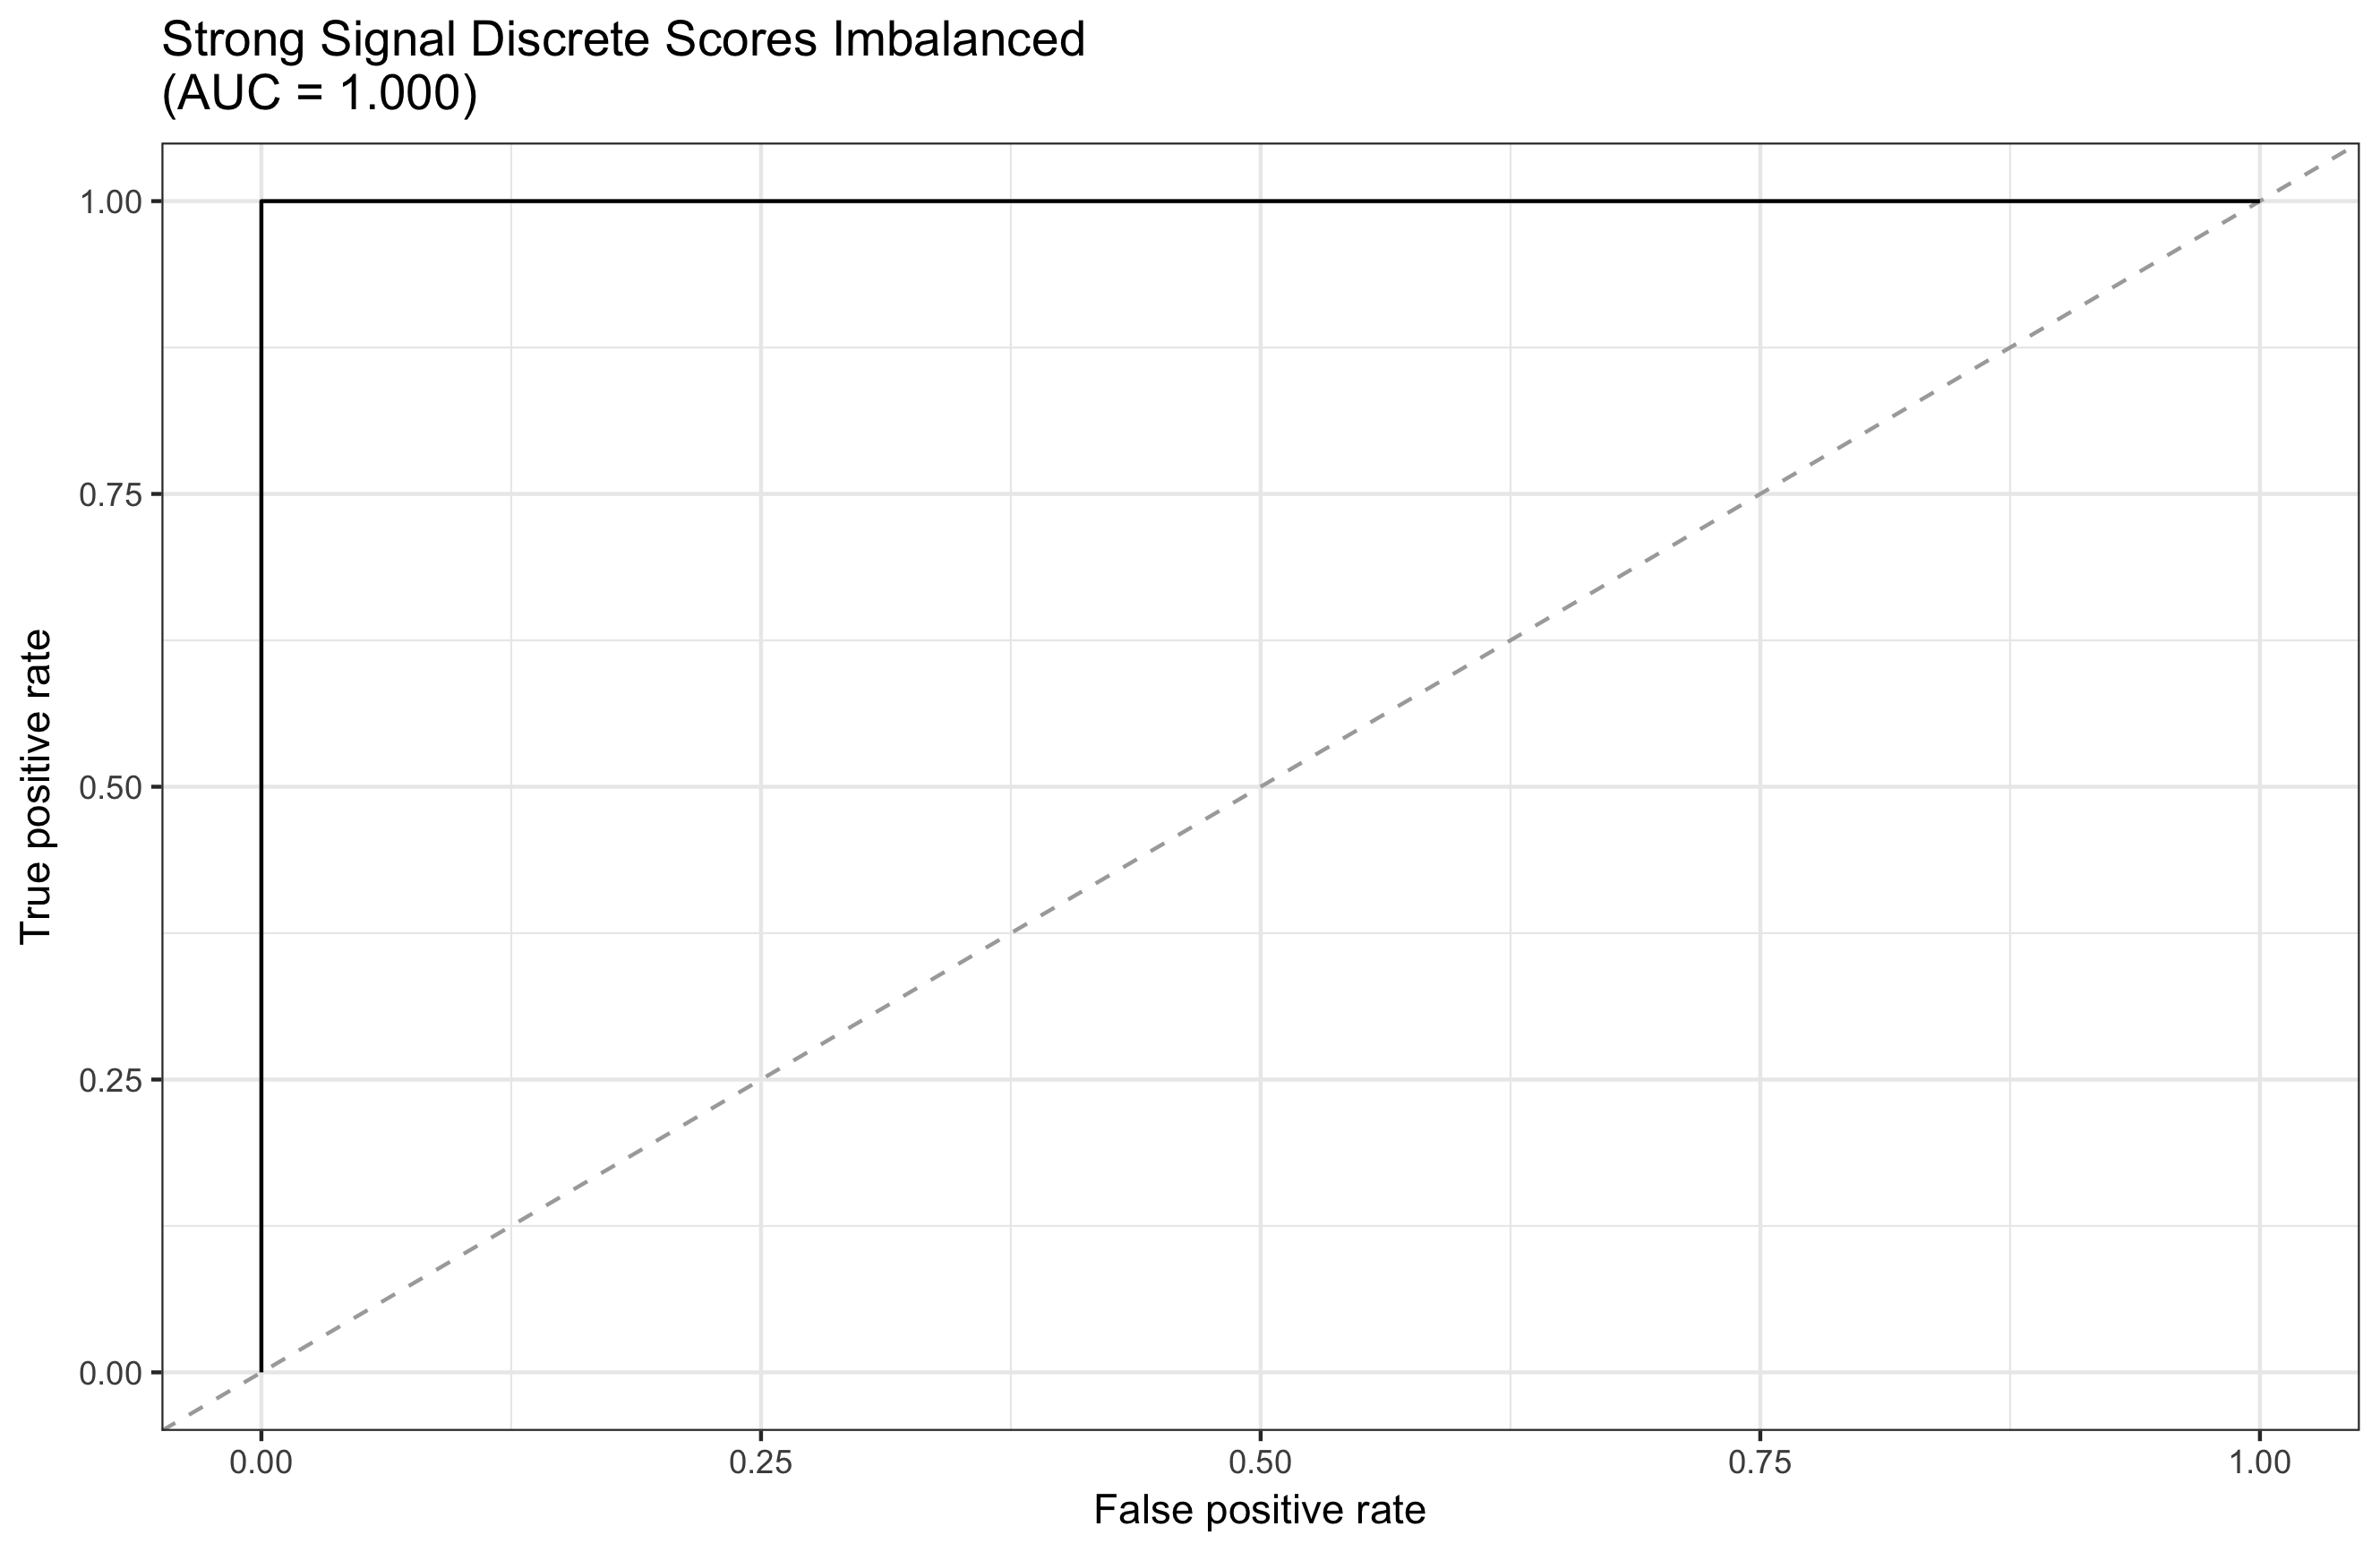 Strong Signal Discrete Scores Imbalanced
(AUC = 1.000)
1.00
0.75
0.50
0.25
0.00
True positive rate
0.00 0.25 0.50 0.75 1.00
False positive rate